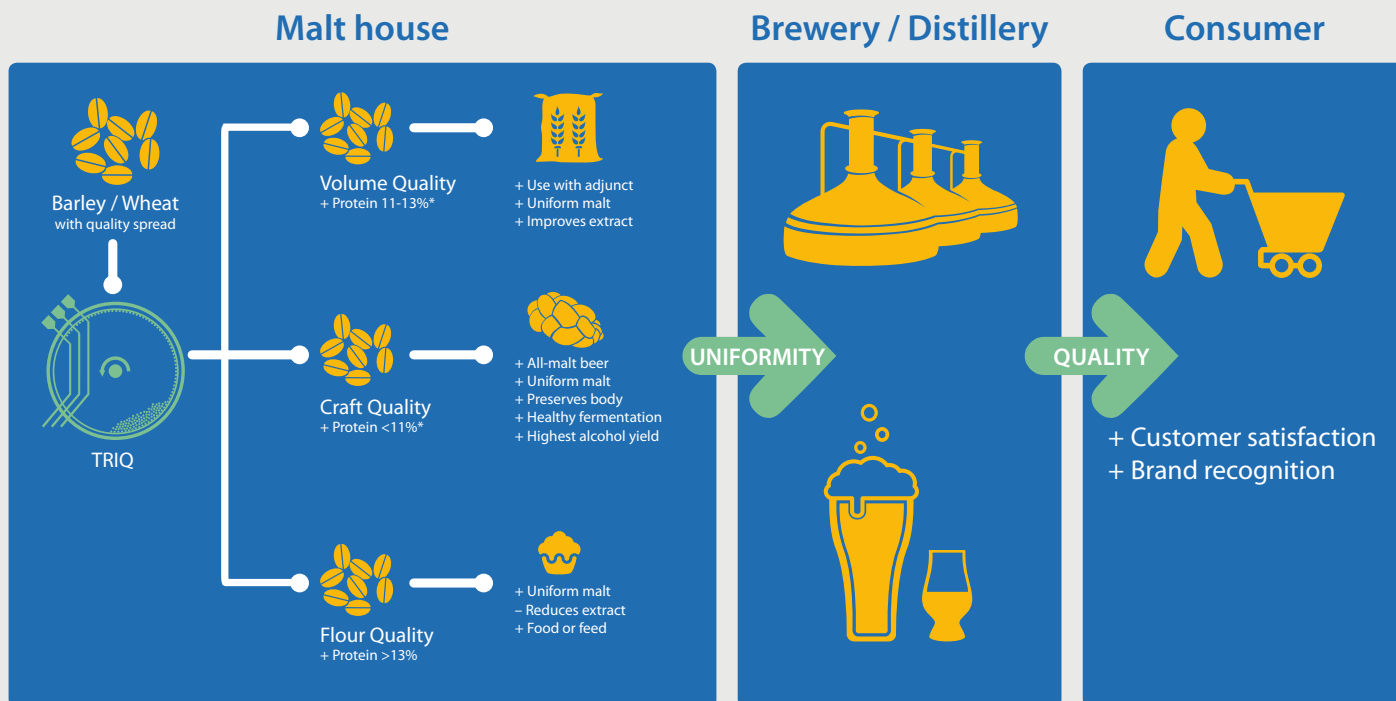 Malt house
Barley / Wheat
with quality spread
TRIQ
Volume Quality
+ Protein 11-13%*
+ Use with adjunct
+ Uniform malt
+ Improves extract
Craft Quality
+ Protein <11%*
+ All-malt beer
+ Uniform malt
+ Preserves body
+ Healthy fermentation
+ Highest alcohol yield
Flour Quality
+ Protein >13%
+ Uniform malt
– Reduces extract
+ Food or feed
UNIFORMITY
Brewery / Distillery
QUALITY
Consumer
+ Customer satisfaction
+ Brand recognition